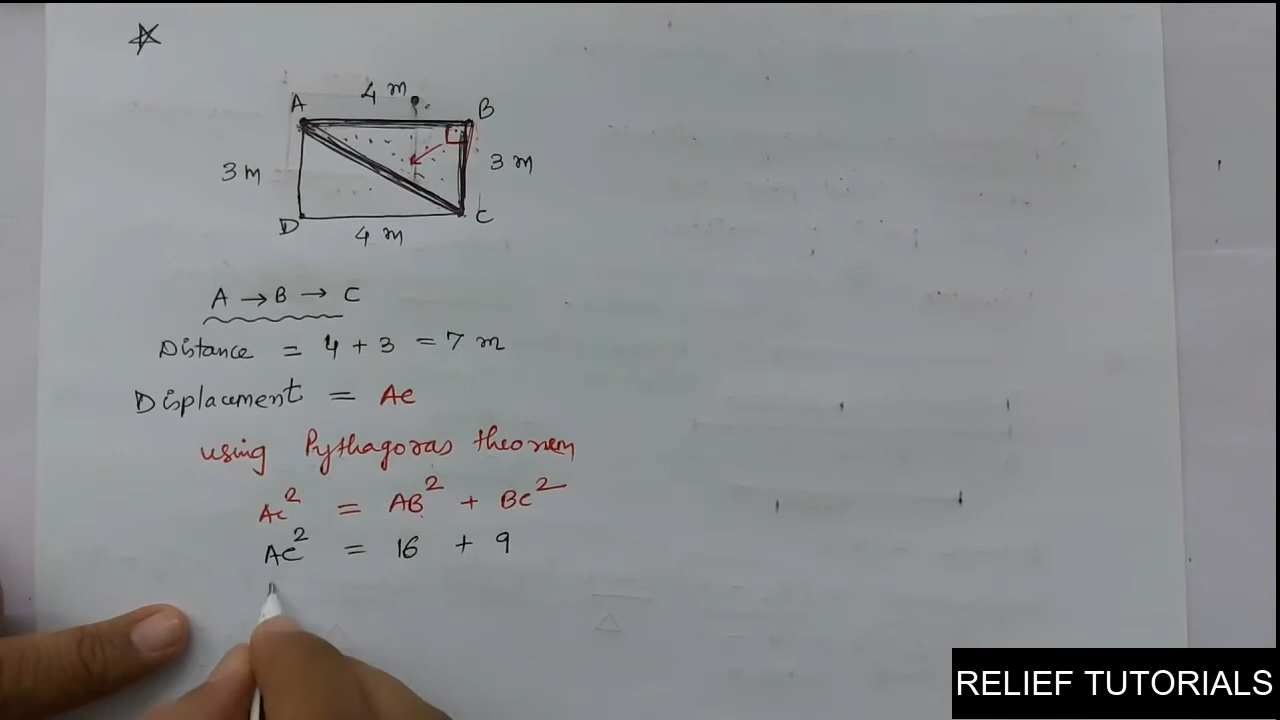 4 m
A
B
3 m
3 m
D
C
4 m
A → B → C
Distance = 4 + 3 = 7 m
Displacement = AC
using Pythagoras theorem
AC² = AB² + BC²
AC² = 16 + 9
RELIEF TUTORIALS